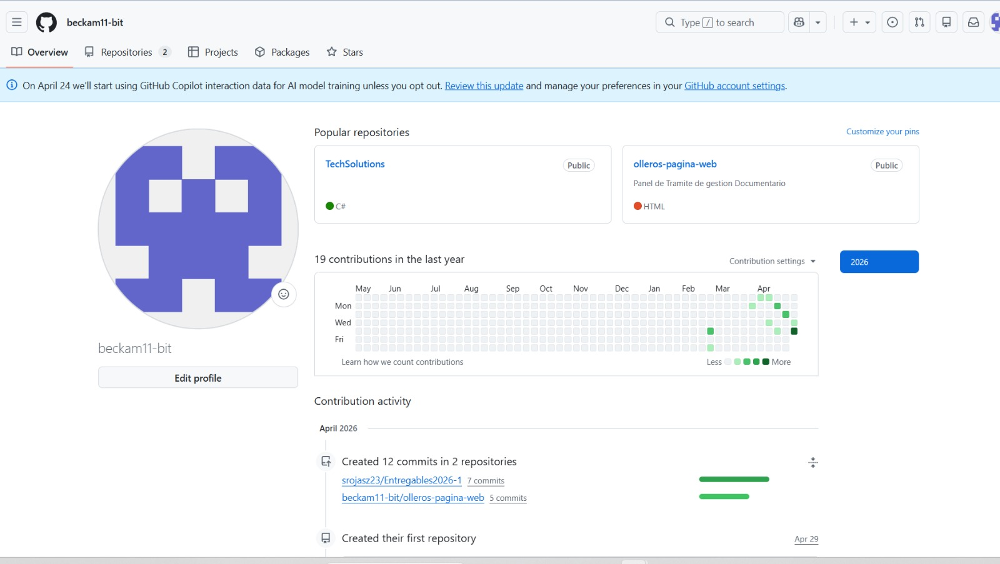 beckam11-bit
Type / to search
Overview
Repositories 2
Projects
Packages
Stars
On April 24 we'll start using GitHub Copilot interaction data for AI model training unless you opt out. Review this update and manage your preferences in your GitHub account settings.
Popular repositories
Customize your pins
TechSolutions
Public
C#
olleros-pagina-web
Public
Panel de Tramite de gestion Documentario
HTML
beckam11-bit
Edit profile
19 contributions in the last year
Contribution settings
2026
May Jun Jul Aug Sep Oct Nov Dec Jan Feb Mar Apr
Mon
Wed
Fri
Learn how we count contributions
Less More
Contribution activity
April 2026
Created 12 commits in 2 repositories
srojasz23/Entregables2026-1 7 commits
beckam11-bit/olleros-pagina-web 5 commits
Created their first repository
Apr 29